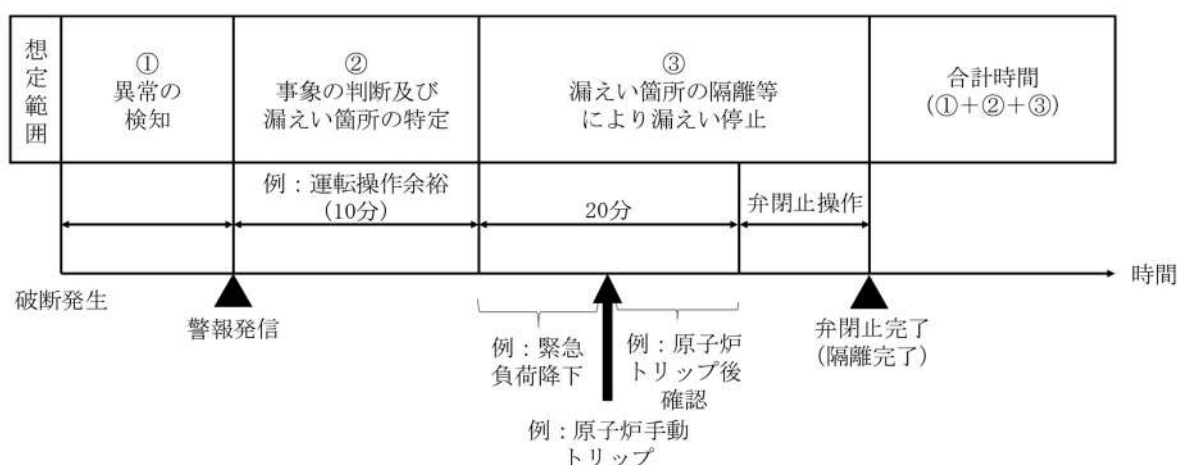 想定範囲
①
異常の
検知
②
事象の判断及び
漏えい箇所の特定
③
漏えい箇所の隔離等
により漏えい停止
合計時間
(①+②+③)
例：運転操作余裕
(10分)
20分
弁閉止操作
時間
破断発生
警報発信
例：緊急
負荷降下
例：原子炉
トリップ後
確認
弁閉止完了
(隔離完了)
例：原子炉手動
トリップ